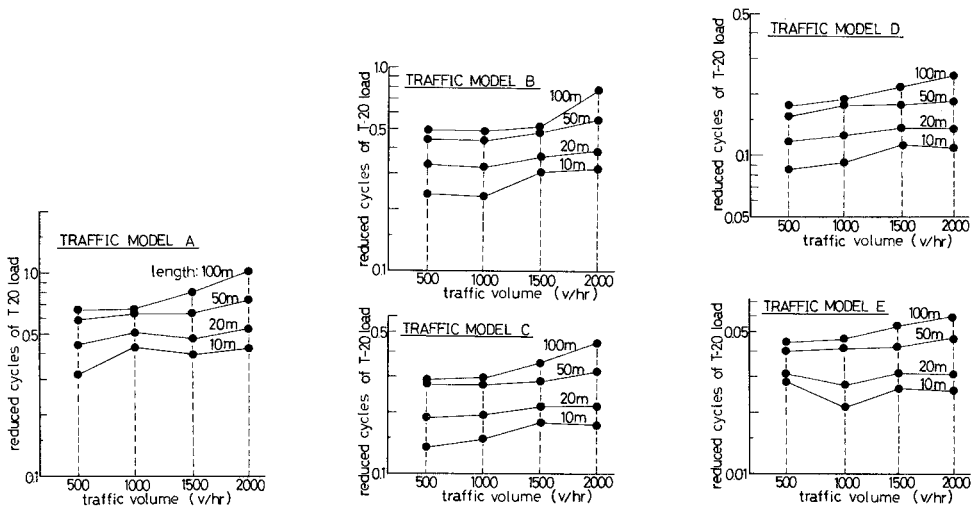 reduced cycles of T 20 load
TRAFFIC MODEL A
length: 100m
50m
20m
10m
1.0
0.5
0.1
500 1000 1500 2000
traffic volume (v/hr)
reduced cycles of T-20 load
TRAFFIC MODEL B
100m
50m
20m
10m
1.0
0.5
0.1
500 1000 1500 2000
traffic volume (v/hr)
reduced cycles of T-20 load
TRAFFIC MODEL C
100m
50m
20m
10m
0.5
0.1
500 1000 1500 2000
traffic volume (v/hr)
reduced cycles of T-20 load
TRAFFIC MODEL D
100m
50m
20m
10m
0.5
0.1
0.05
500 1000 1500 2000
traffic volume (v/hr)
reduced cycles of T-20 load
TRAFFIC MODEL E
100m
50m
20m
10m
0.05
0.01
500 1000 1500 2000
traffic volume (v/hr)